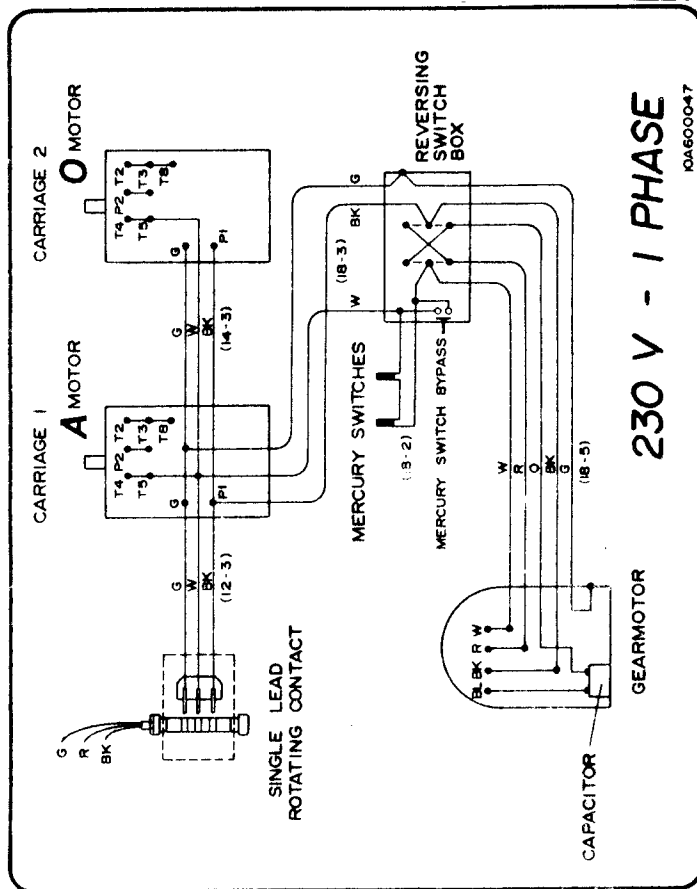 CARRIAGE 1
A MOTOR
CARRIAGE 2
O MOTOR
T4 P2 T2
T5 T3
T8
G
P1
T4 P2 T2
T5 T3
T8
G
P1
G
R
BK
G
W
BK
(12-3)
G
W
BK
(14-3)
SINGLE LEAD
ROTATING CONTACT
W
(18-3)
BK
G
MERCURY SWITCHES
(18-2)
MERCURY SWITCH BYPASS
REVERSING
SWITCH
BOX
W
R
O
BK
G
(18-5)
BL BK R W
CAPACITOR
GEARMOTOR
230 V - 1 PHASE
10A600047